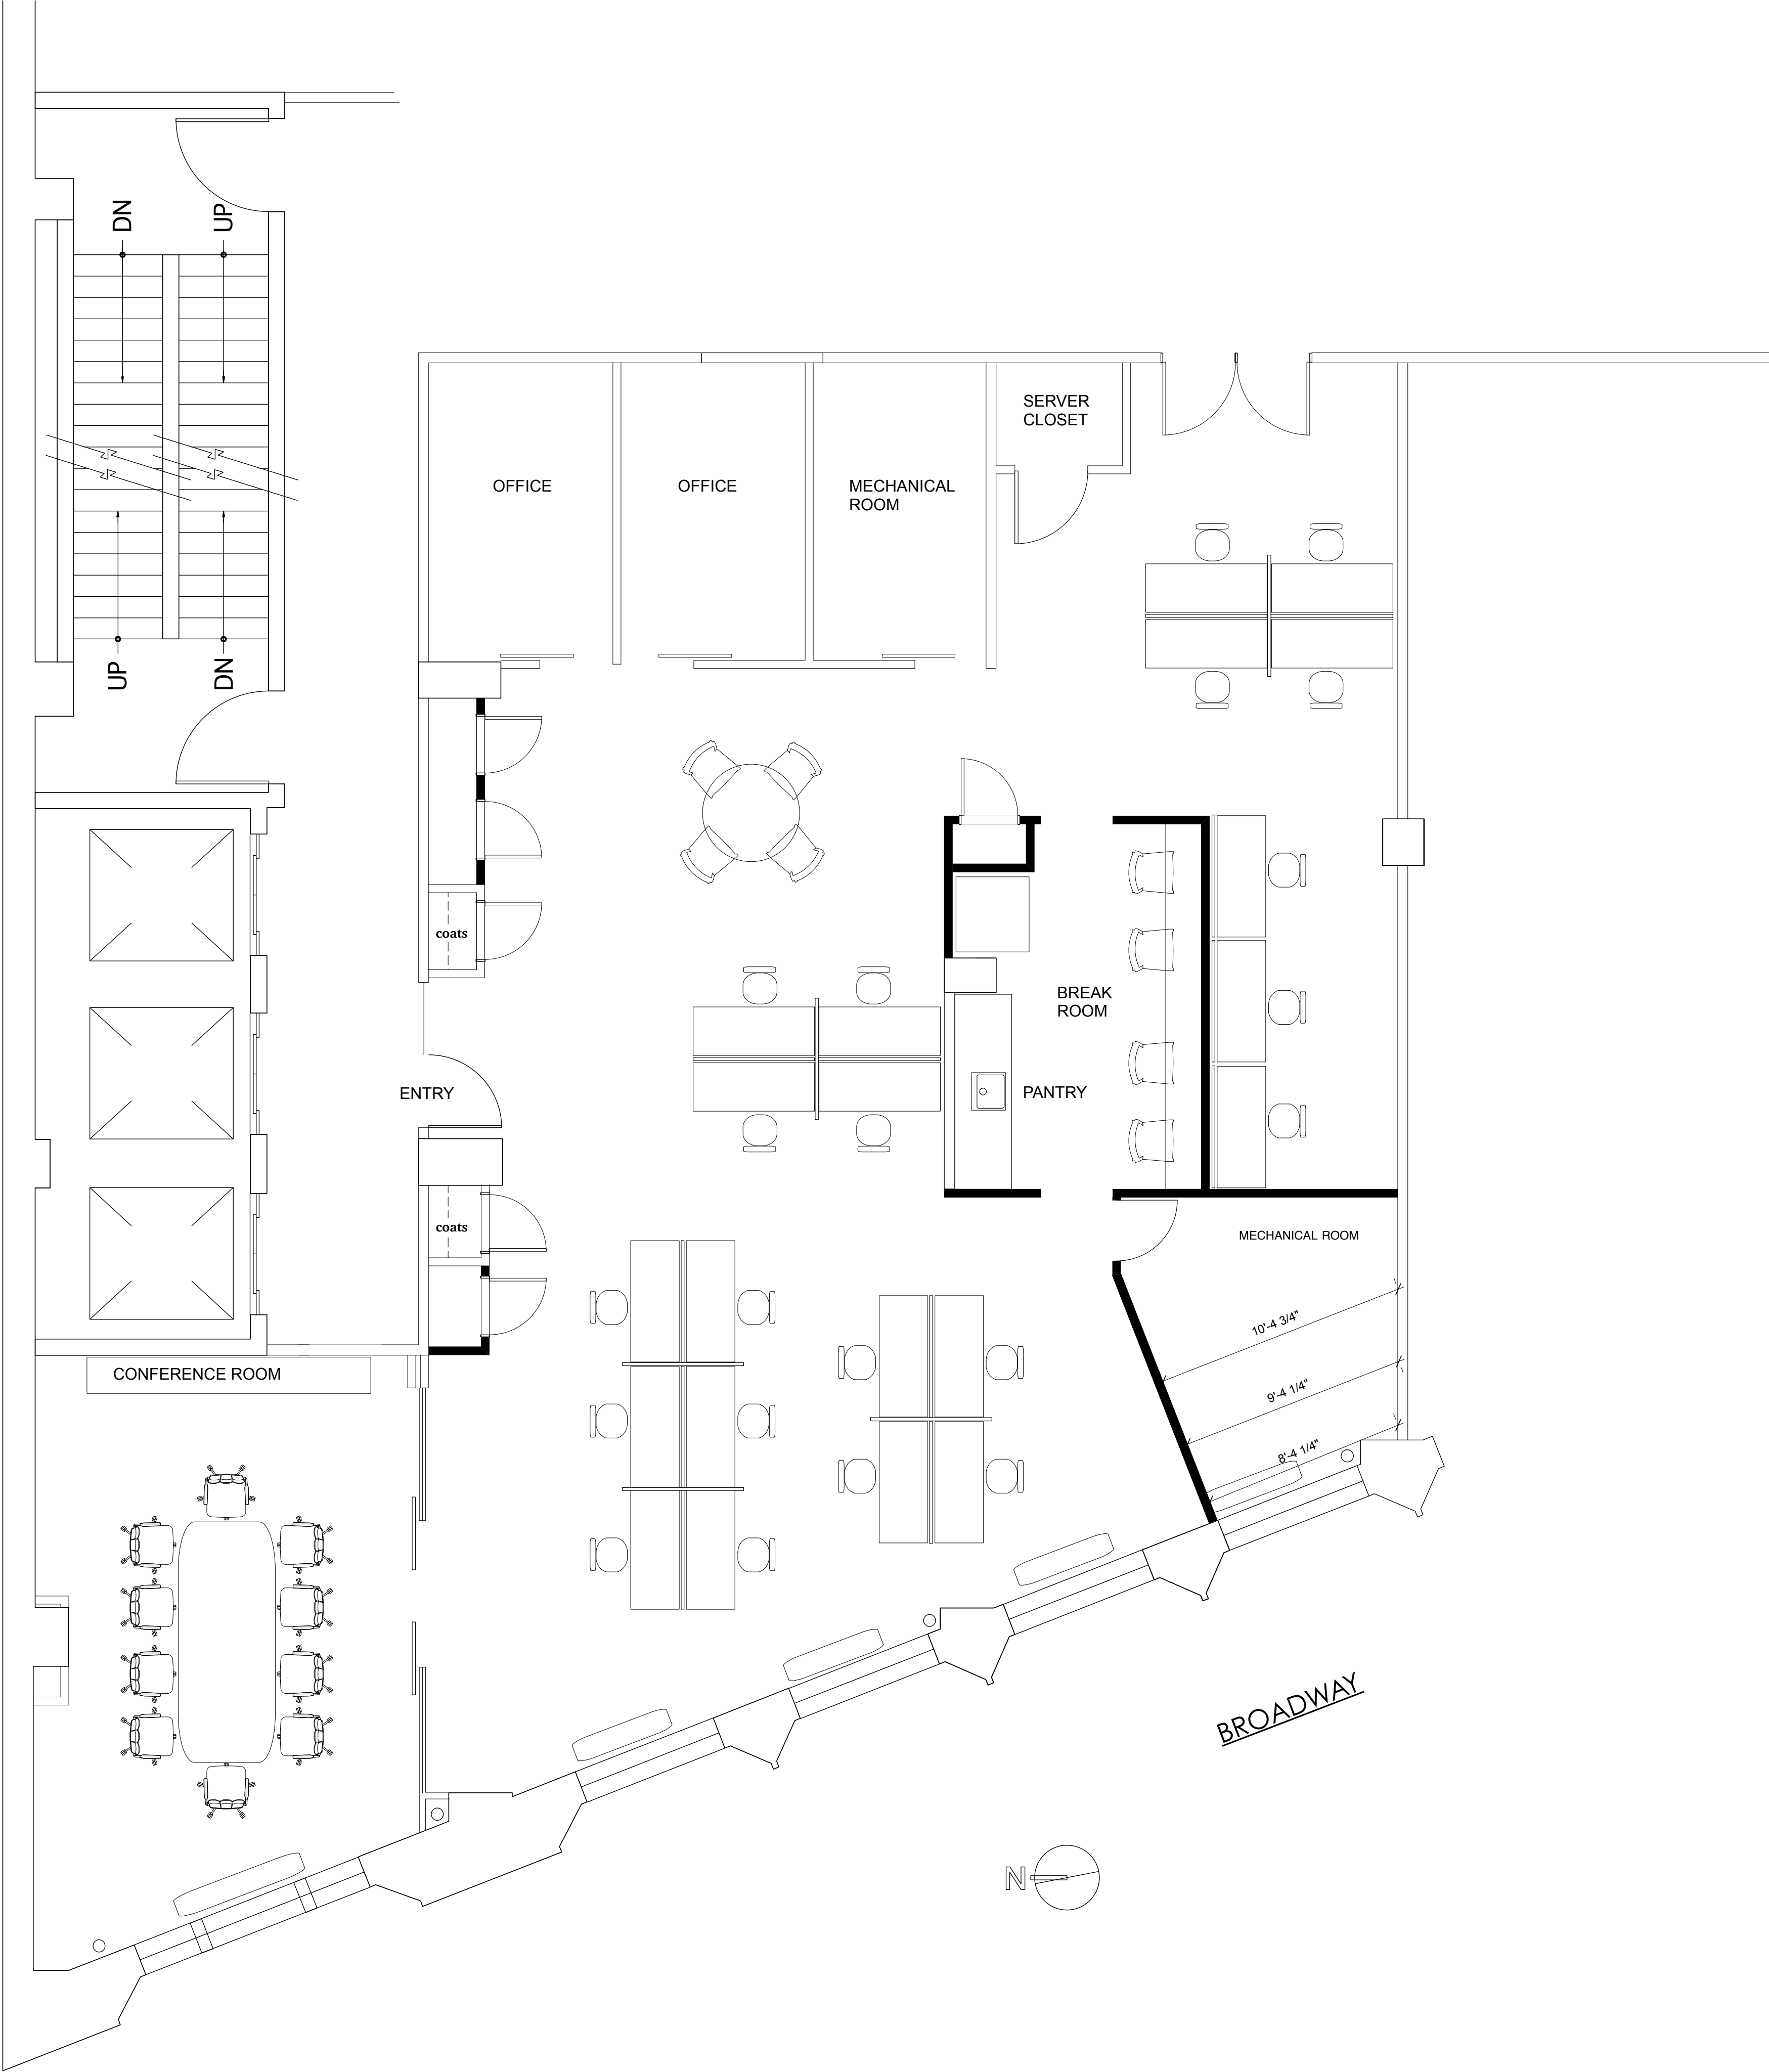 DN
UP
UP
DN
SERVER
CLOSET
OFFICE
OFFICE
MECHANICAL
ROOM
coats
BREAK
ROOM
ENTRY
PANTRY
coats
MECHANICAL ROOM
10'-4 3/4"
CONFERENCE ROOM
9'-4 1/4"
8'-4 1/4"
BROADWAY
N